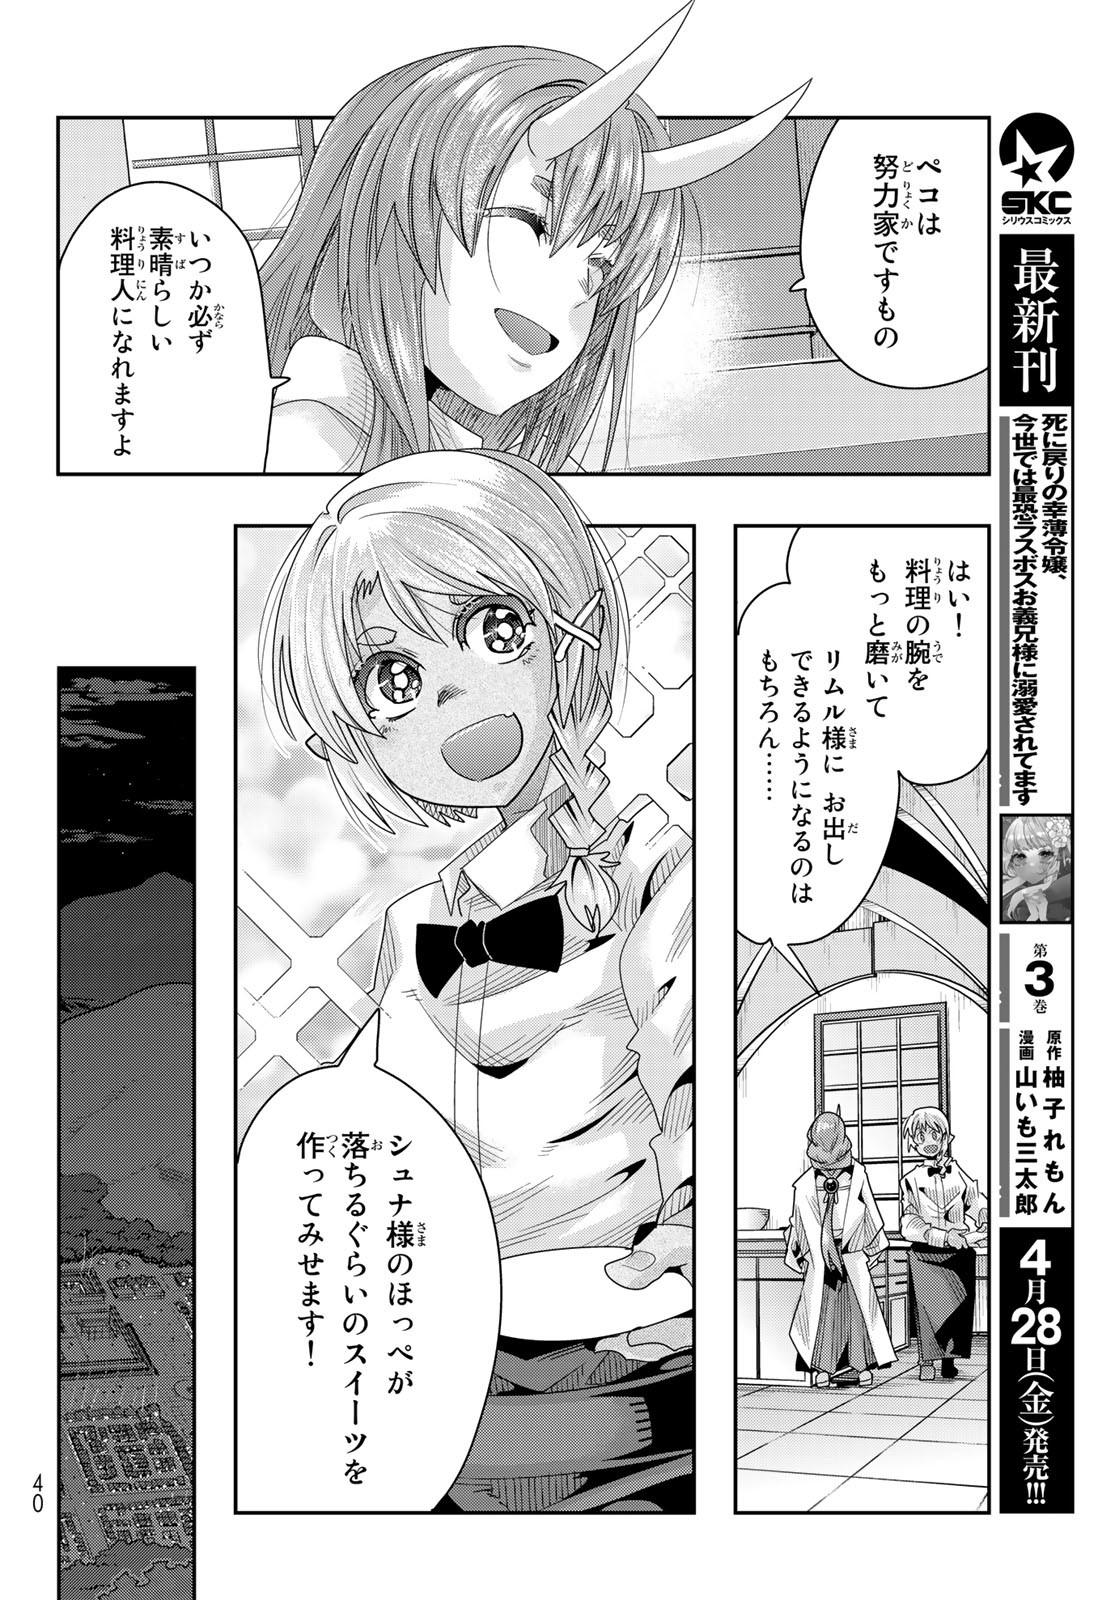 ペコは
努力家ですもの
いつか必ず
素晴らしい
料理人になれますよ
はい！
料理の腕を
もっと磨いて
リムル様に お出し
できるようになるのは
もちろん……
シュナ様のほっぺが
落ちるぐらいのスイーツを
作ってみせます！
SKC
シリウスコミックス
最新刊
死に戻りの幸薄令嬢、
今世では最恐ラスボスお義兄様に溺愛されてます
第3巻
原作 柚子れもん
漫画 山いも三太郎
4月28日(金)発売!!!
40